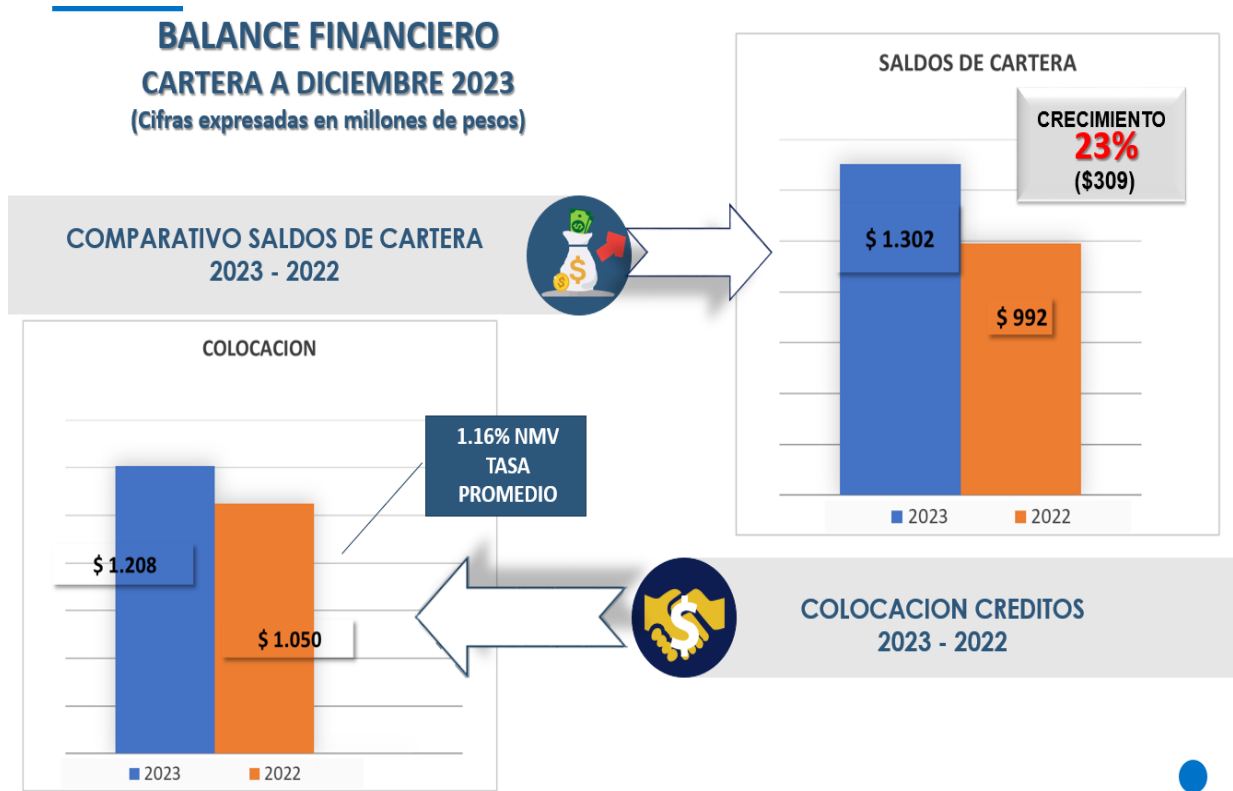 BALANCE FINANCIERO
CARTERA A DICIEMBRE 2023
(Cifras expresadas en millones de pesos)
SALDOS DE CARTERA
CRECIMIENTO
23%
($309)
$ 1.302
$ 992
2023
2022
COMPARATIVO SALDOS DE CARTERA
2023 - 2022
$
COLOCACION
1.16% NMV
TASA
PROMEDIO
$ 1.208
$ 1.050
2023
2022
$
COLOCACION CREDITOS
2023 - 2022